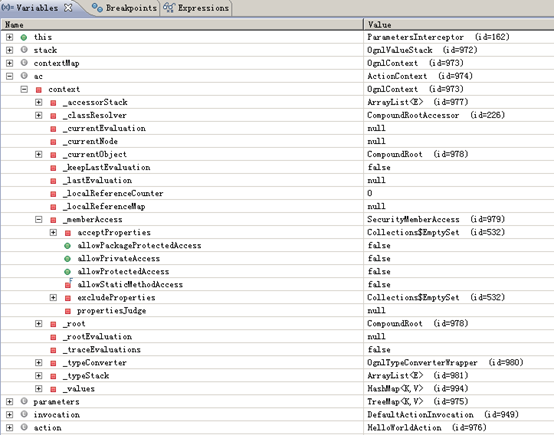 (x)= Variables Breakpoints Expressions
Name Value
this ParametersInterceptor (id=162)
stack OgnlValueStack (id=972)
contextMap OgnlContext (id=973)
ac ActionContext (id=974)
context OgnlContext (id=973)
_accessorStack ArrayList<E> (id=977)
_classResolver CompoundRootAccessor (id=226)
_currentEvaluation null
_currentNode null
_currentObject CompoundRoot (id=978)
_keepLastEvaluation false
_lastEvaluation null
_localReferenceCounter 0
_localReferenceMap null
_memberAccess SecurityMemberAccess (id=979)
acceptProperties Collections$EmptySet (id=532)
allowPackageProtectedAccess false
allowPrivateAccess false
allowProtectedAccess false
allowStaticMethodAccess false
excludeProperties Collections$EmptySet (id=532)
propertiesJudge null
_root CompoundRoot (id=978)
_rootEvaluation null
_traceEvaluations false
_typeConverter OgnlTypeConverterWrapper (id=980)
_typeStack ArrayList<E> (id=981)
_values HashMap<K,V> (id=994)
parameters TreeMap<K,V> (id=975)
invocation DefaultActionInvocation (id=949)
action HelloWorldAction (id=976)